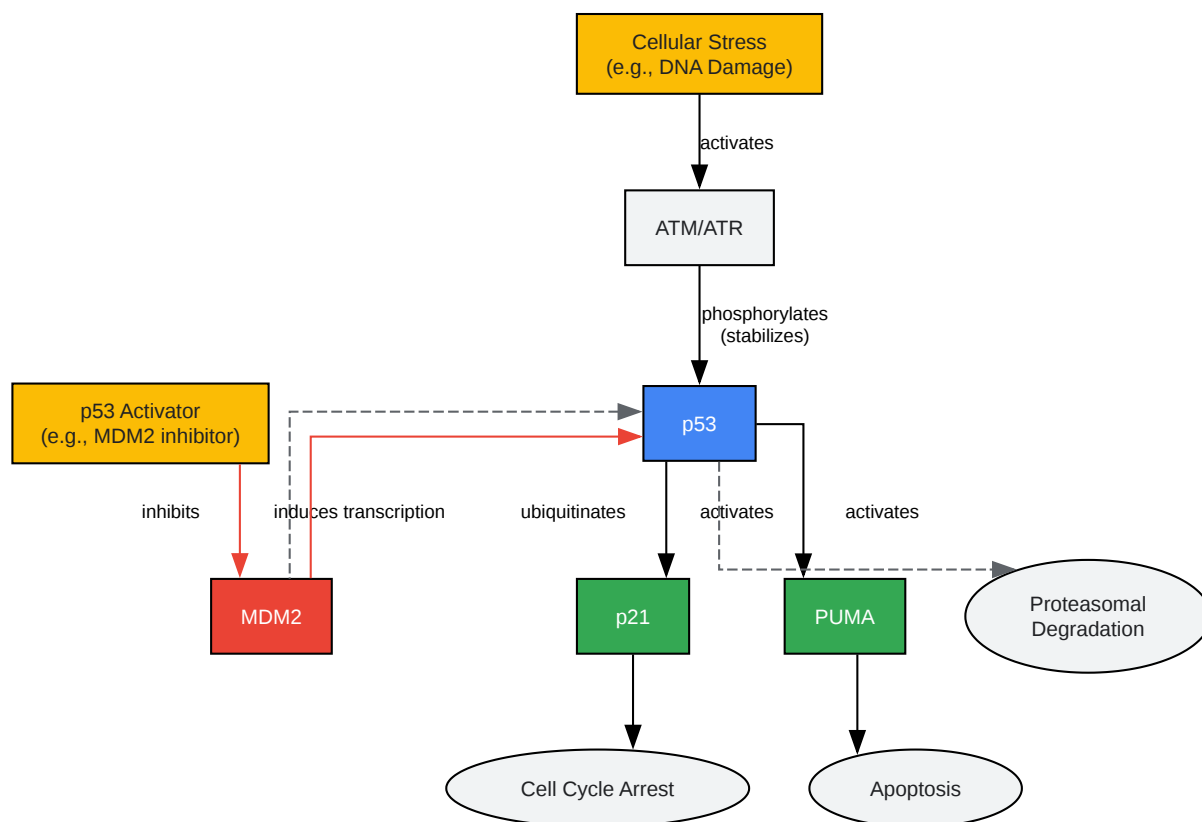 Cellular Stress
(e.g., DNA Damage)
activates
ATM/ATR
phosphorylates
(stabilizes)
p53 Activator
(e.g., MDM2 inhibitor)
p53
inhibits
induces transcription
ubiquitinates
activates
activates
MDM2
p21
PUMA
Proteasomal
Degradation
Cell Cycle Arrest
Apoptosis